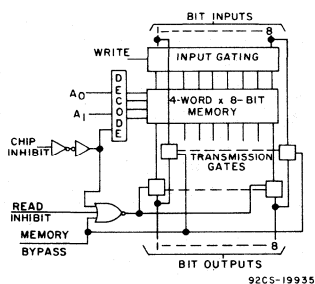 BIT INPUTS
1 8
WRITE
INPUT GATING
A0
A1
DECODE
4-WORD x 8-BIT
MEMORY
CHIP
INHIBIT
TRANSMISSION
GATES
READ
INHIBIT
MEMORY
BYPASS
1 8
BIT OUTPUTS
92CS-19935